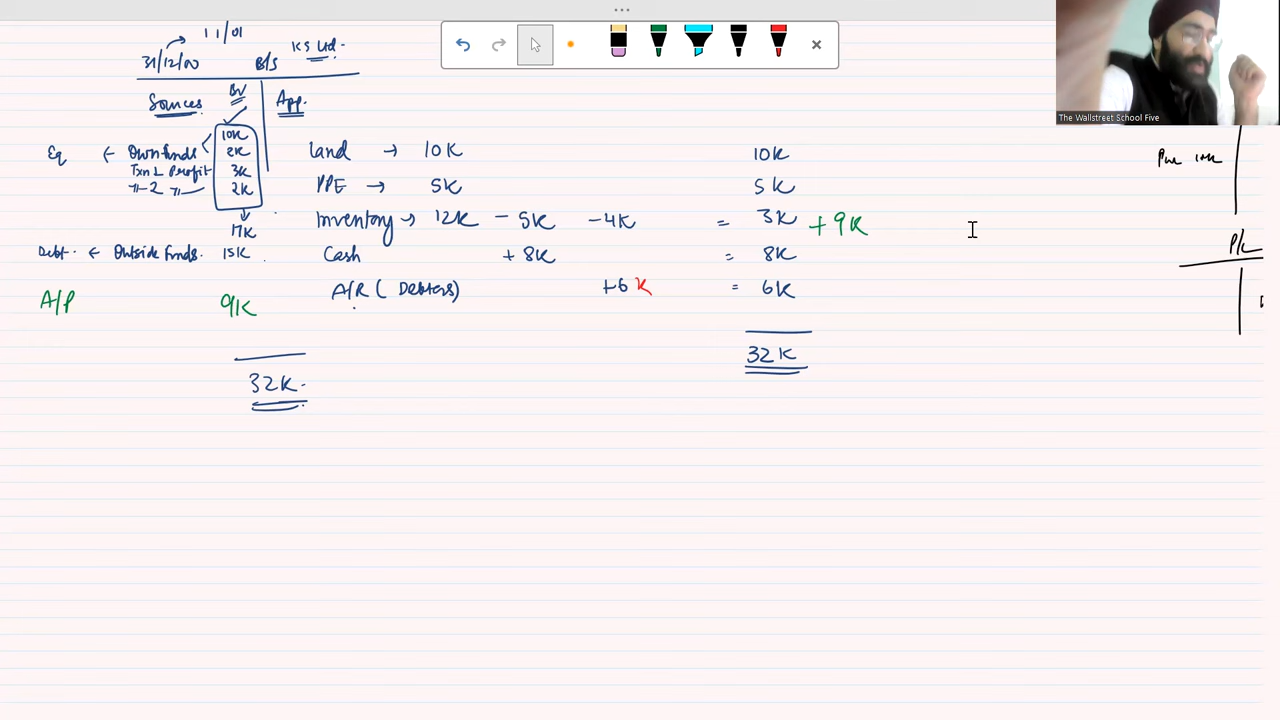 11/01
31/12/00 B/S KS Ltd.
Sources BV App.
10K
Eq ← Own funds 2K Land → 10K 10K
Txn 1 Profit 3K
2 2K PPE → 5K 5K
17K Inventory → 12K - 5K - 4K = 3K + 9K
Debt ← Outside funds. 15K Cash + 8K = 8K
A/P 9K A/R ( Debtors) +6K = 6K
32K
32K
The Wallstreet School Five
10K
P/L